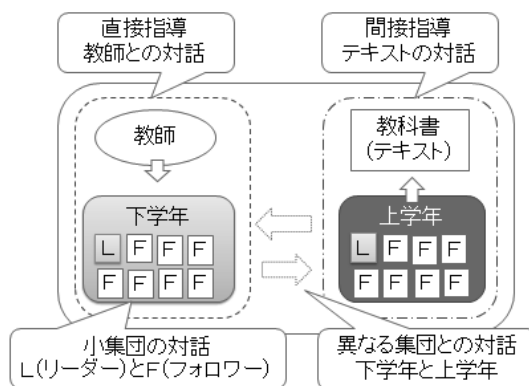 直接指導
教師との対話
間接指導
テキストの対話
教師
教科書
(テキスト)
下学年
L F F F
F F F F
上学年
L F F F
F F F F
小集団の対話
L(リーダー)とF(フォロワー)
異なる集団との対話
下学年と上学年